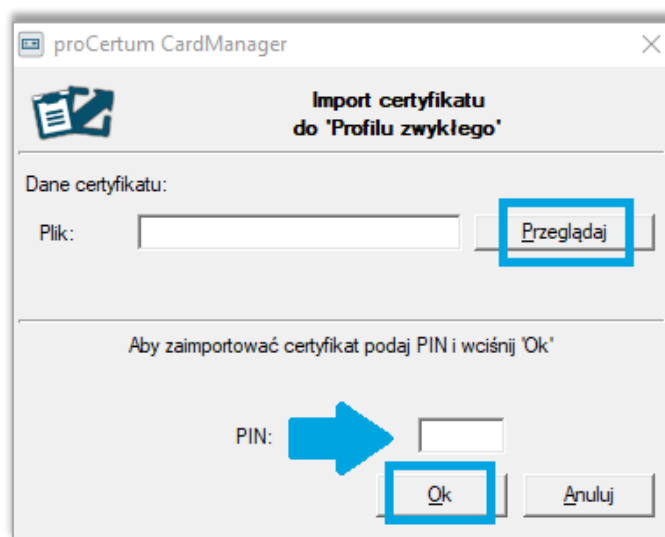 proCertum CardManager
Import certyfikatu
do 'Profilu zwykłego'
Dane certyfikatu:
Plik:
Przeglądaj
Aby zaimportować certyfikat podaj PIN i wciśnij 'Ok'
PIN:
Ok
Anuluj